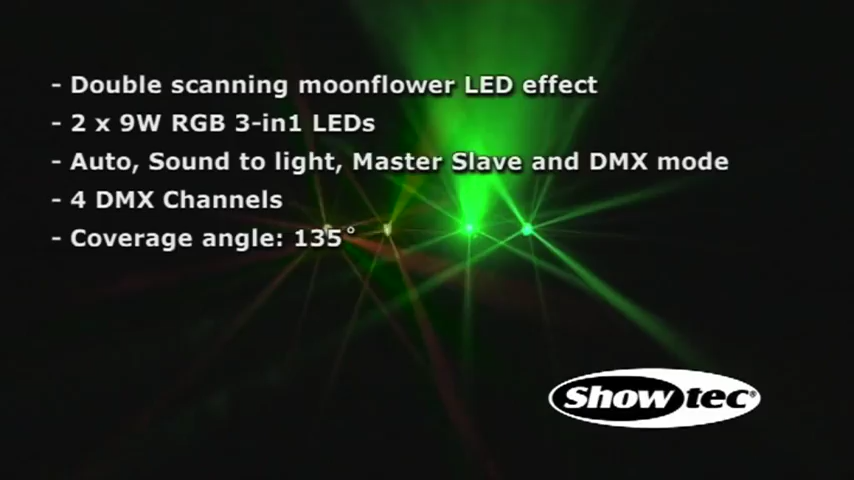 - Double scanning moonflower LED effect
- 2 x 9W RGB 3-in1 LEDs
- Auto, Sound to light, Master Slave and DMX mode
- 4 DMX Channels
- Coverage angle: 135°
Showtec®